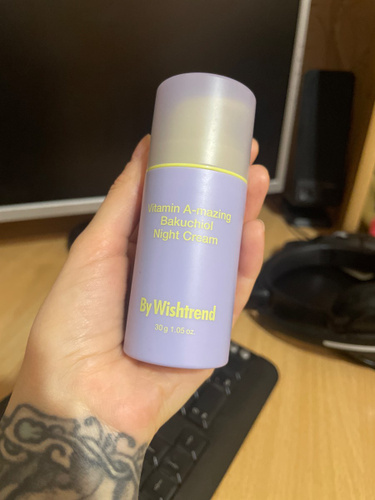 Vitamin A-mazing
Bakuchiol
Night Cream
By Wishtrend
30 g 1.05 oz.